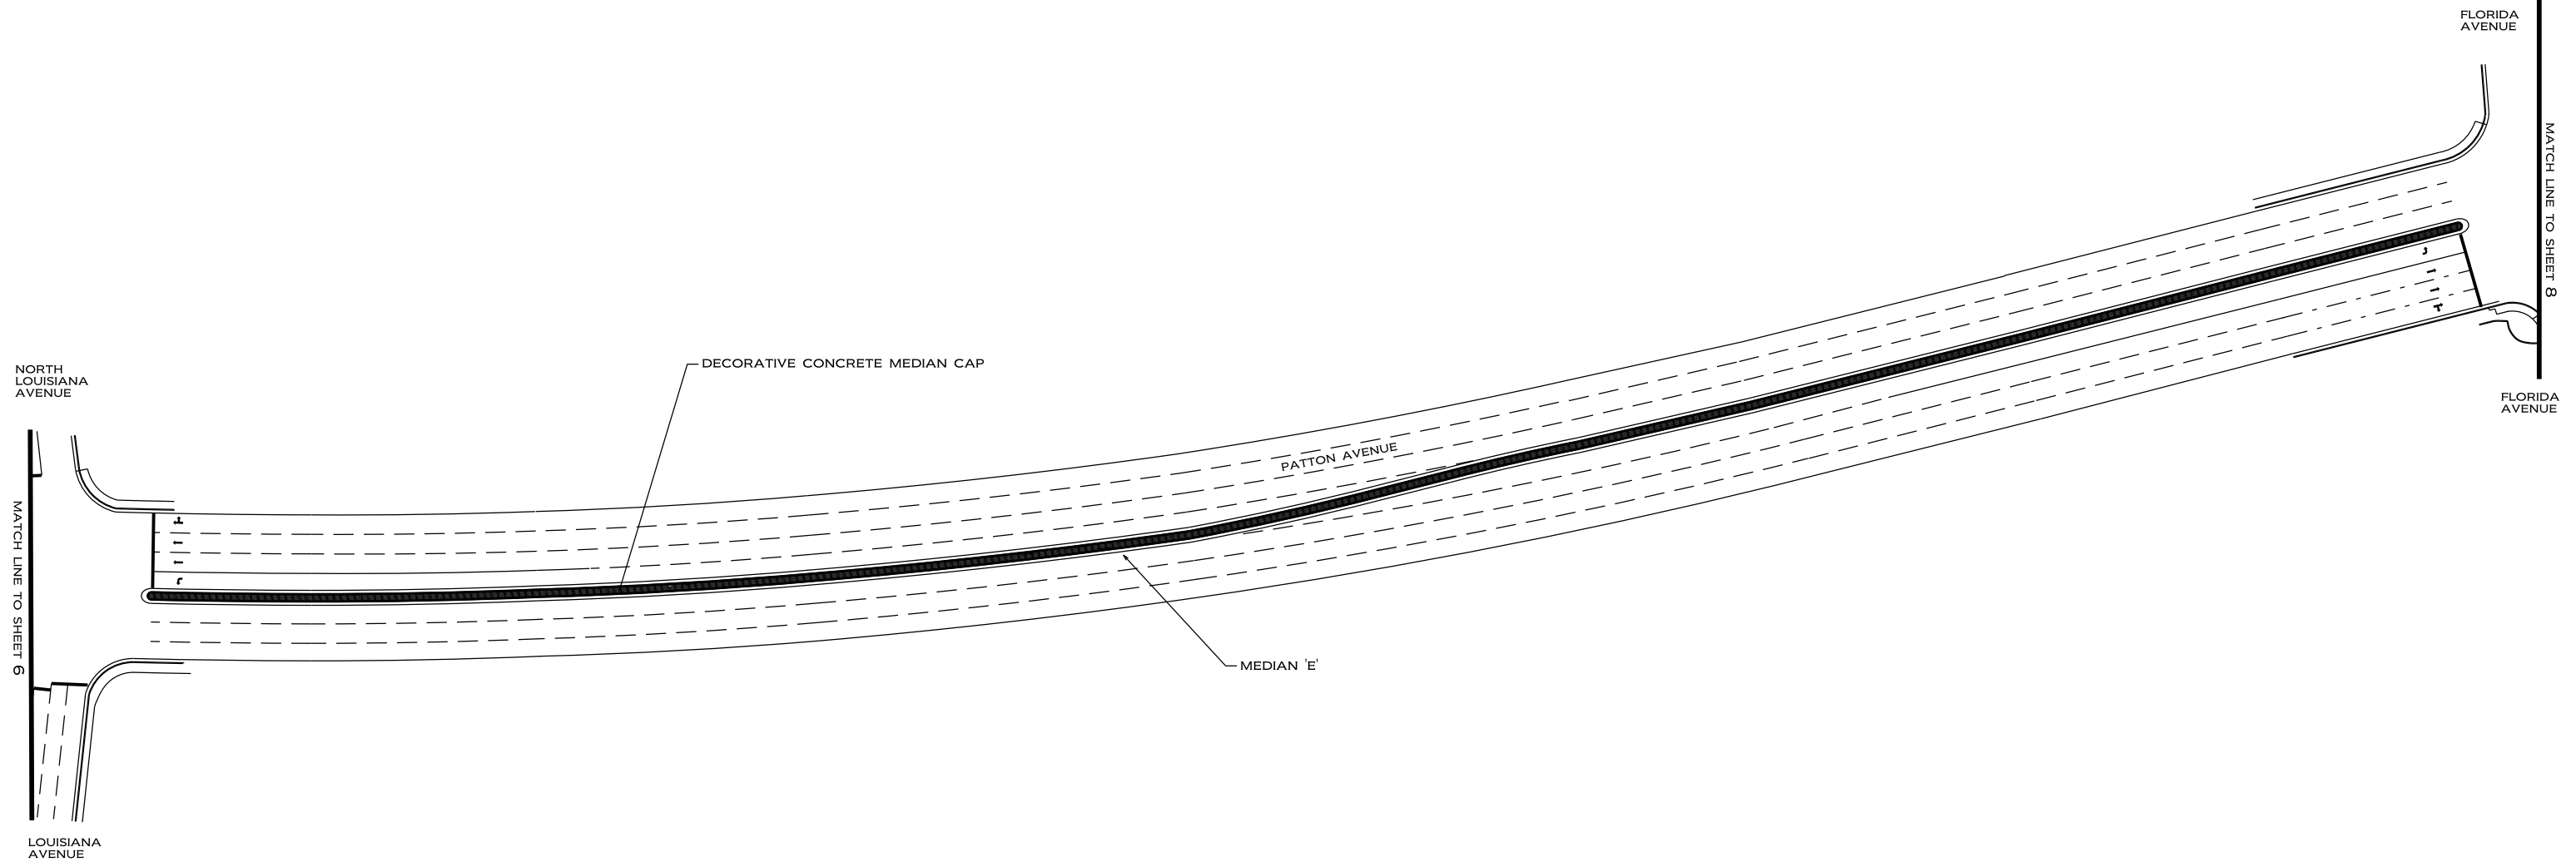 FLORIDA
AVENUE
MATCH LINE TO SHEET 8
FLORIDA
AVENUE
DECORATIVE CONCRETE MEDIAN CAP
NORTH
LOUISIANA
AVENUE
PATTON AVENUE
MATCH LINE TO SHEET 6
MEDIAN 'E'
LOUISIANA
AVENUE